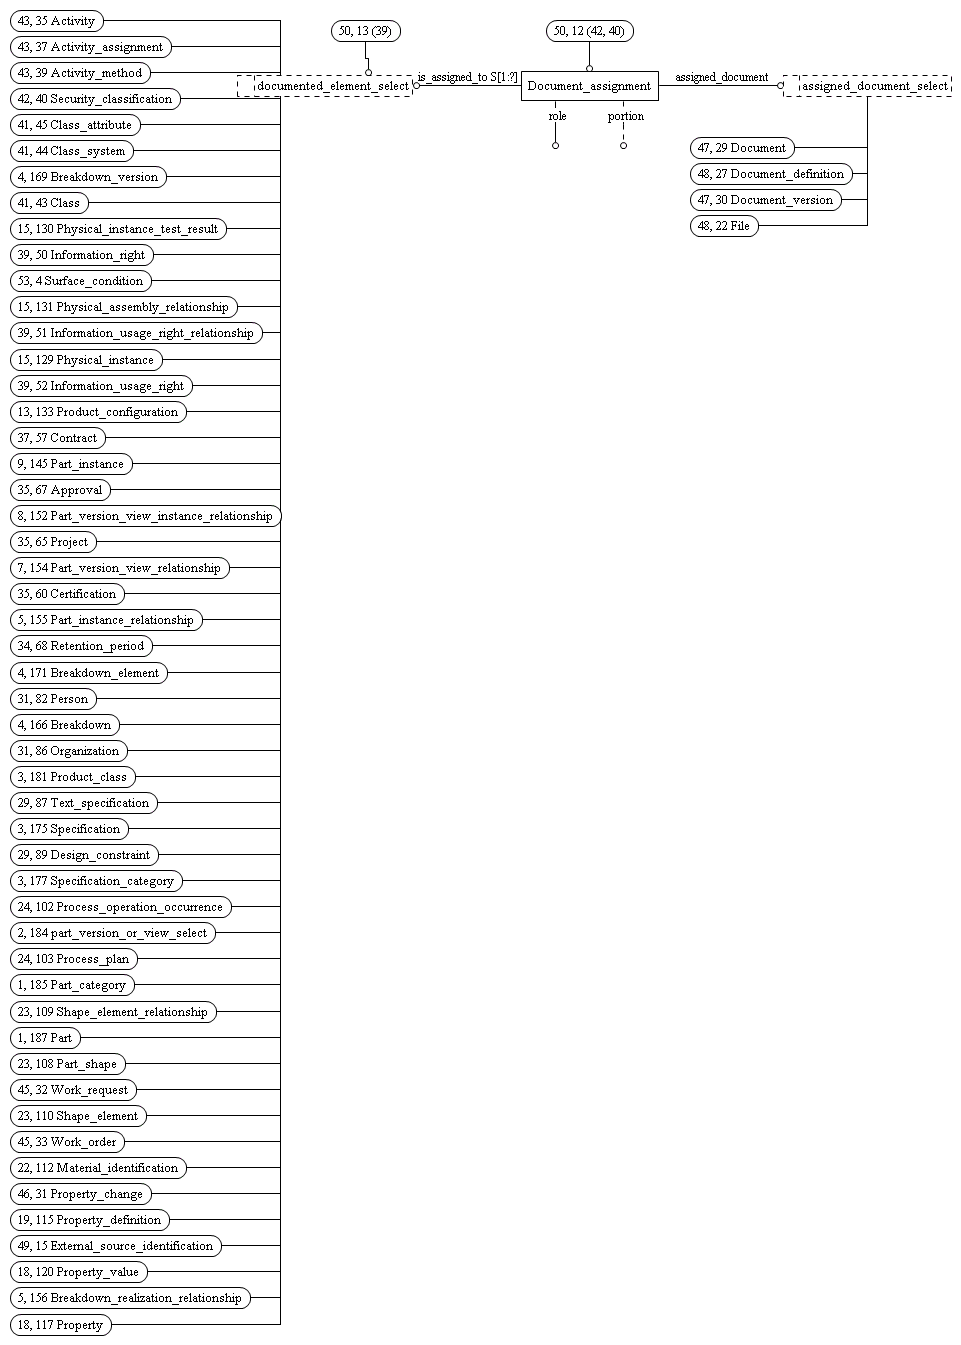 43, 35 Activity
50, 13 (39)
50, 12 (42, 40)
43, 37 Activity_assignment
43, 39 Activity_method
is_assigned_to S[1:?]
assigned_document
documented_element_select
Document_assignment
assigned_document_select
42, 40 Security_classification
role
portion
41, 45 Class_attribute
41, 44 Class_system
47, 29 Document
4, 169 Breakdown_version
48, 27 Document_definition
41, 43 Class
47, 30 Document_version
15, 130 Physical_instance_test_result
48, 22 File
39, 50 Information_right
53, 4 Surface_condition
15, 131 Physical_assembly_relationship
39, 51 Information_usage_right_relationship
15, 129 Physical_instance
39, 52 Information_usage_right
13, 133 Product_configuration
37, 57 Contract
9, 145 Part_instance
35, 67 Approval
8, 152 Part_version_view_instance_relationship
35, 65 Project
7, 154 Part_version_view_relationship
35, 60 Certification
5, 155 Part_instance_relationship
34, 68 Retention_period
4, 171 Breakdown_element
31, 82 Person
4, 166 Breakdown
31, 86 Organization
3, 181 Product_class
29, 87 Text_specification
3, 175 Specification
29, 89 Design_constraint
3, 177 Specification_category
24, 102 Process_operation_occurrence
2, 184 part_version_or_view_select
24, 103 Process_plan
1, 185 Part_category
23, 109 Shape_element_relationship
1, 187 Part
23, 108 Part_shape
45, 32 Work_request
23, 110 Shape_element
45, 33 Work_order
22, 112 Material_identification
46, 31 Property_change
19, 115 Property_definition
49, 15 External_source_identification
18, 120 Property_value
5, 156 Breakdown_realization_relationship
18, 117 Property